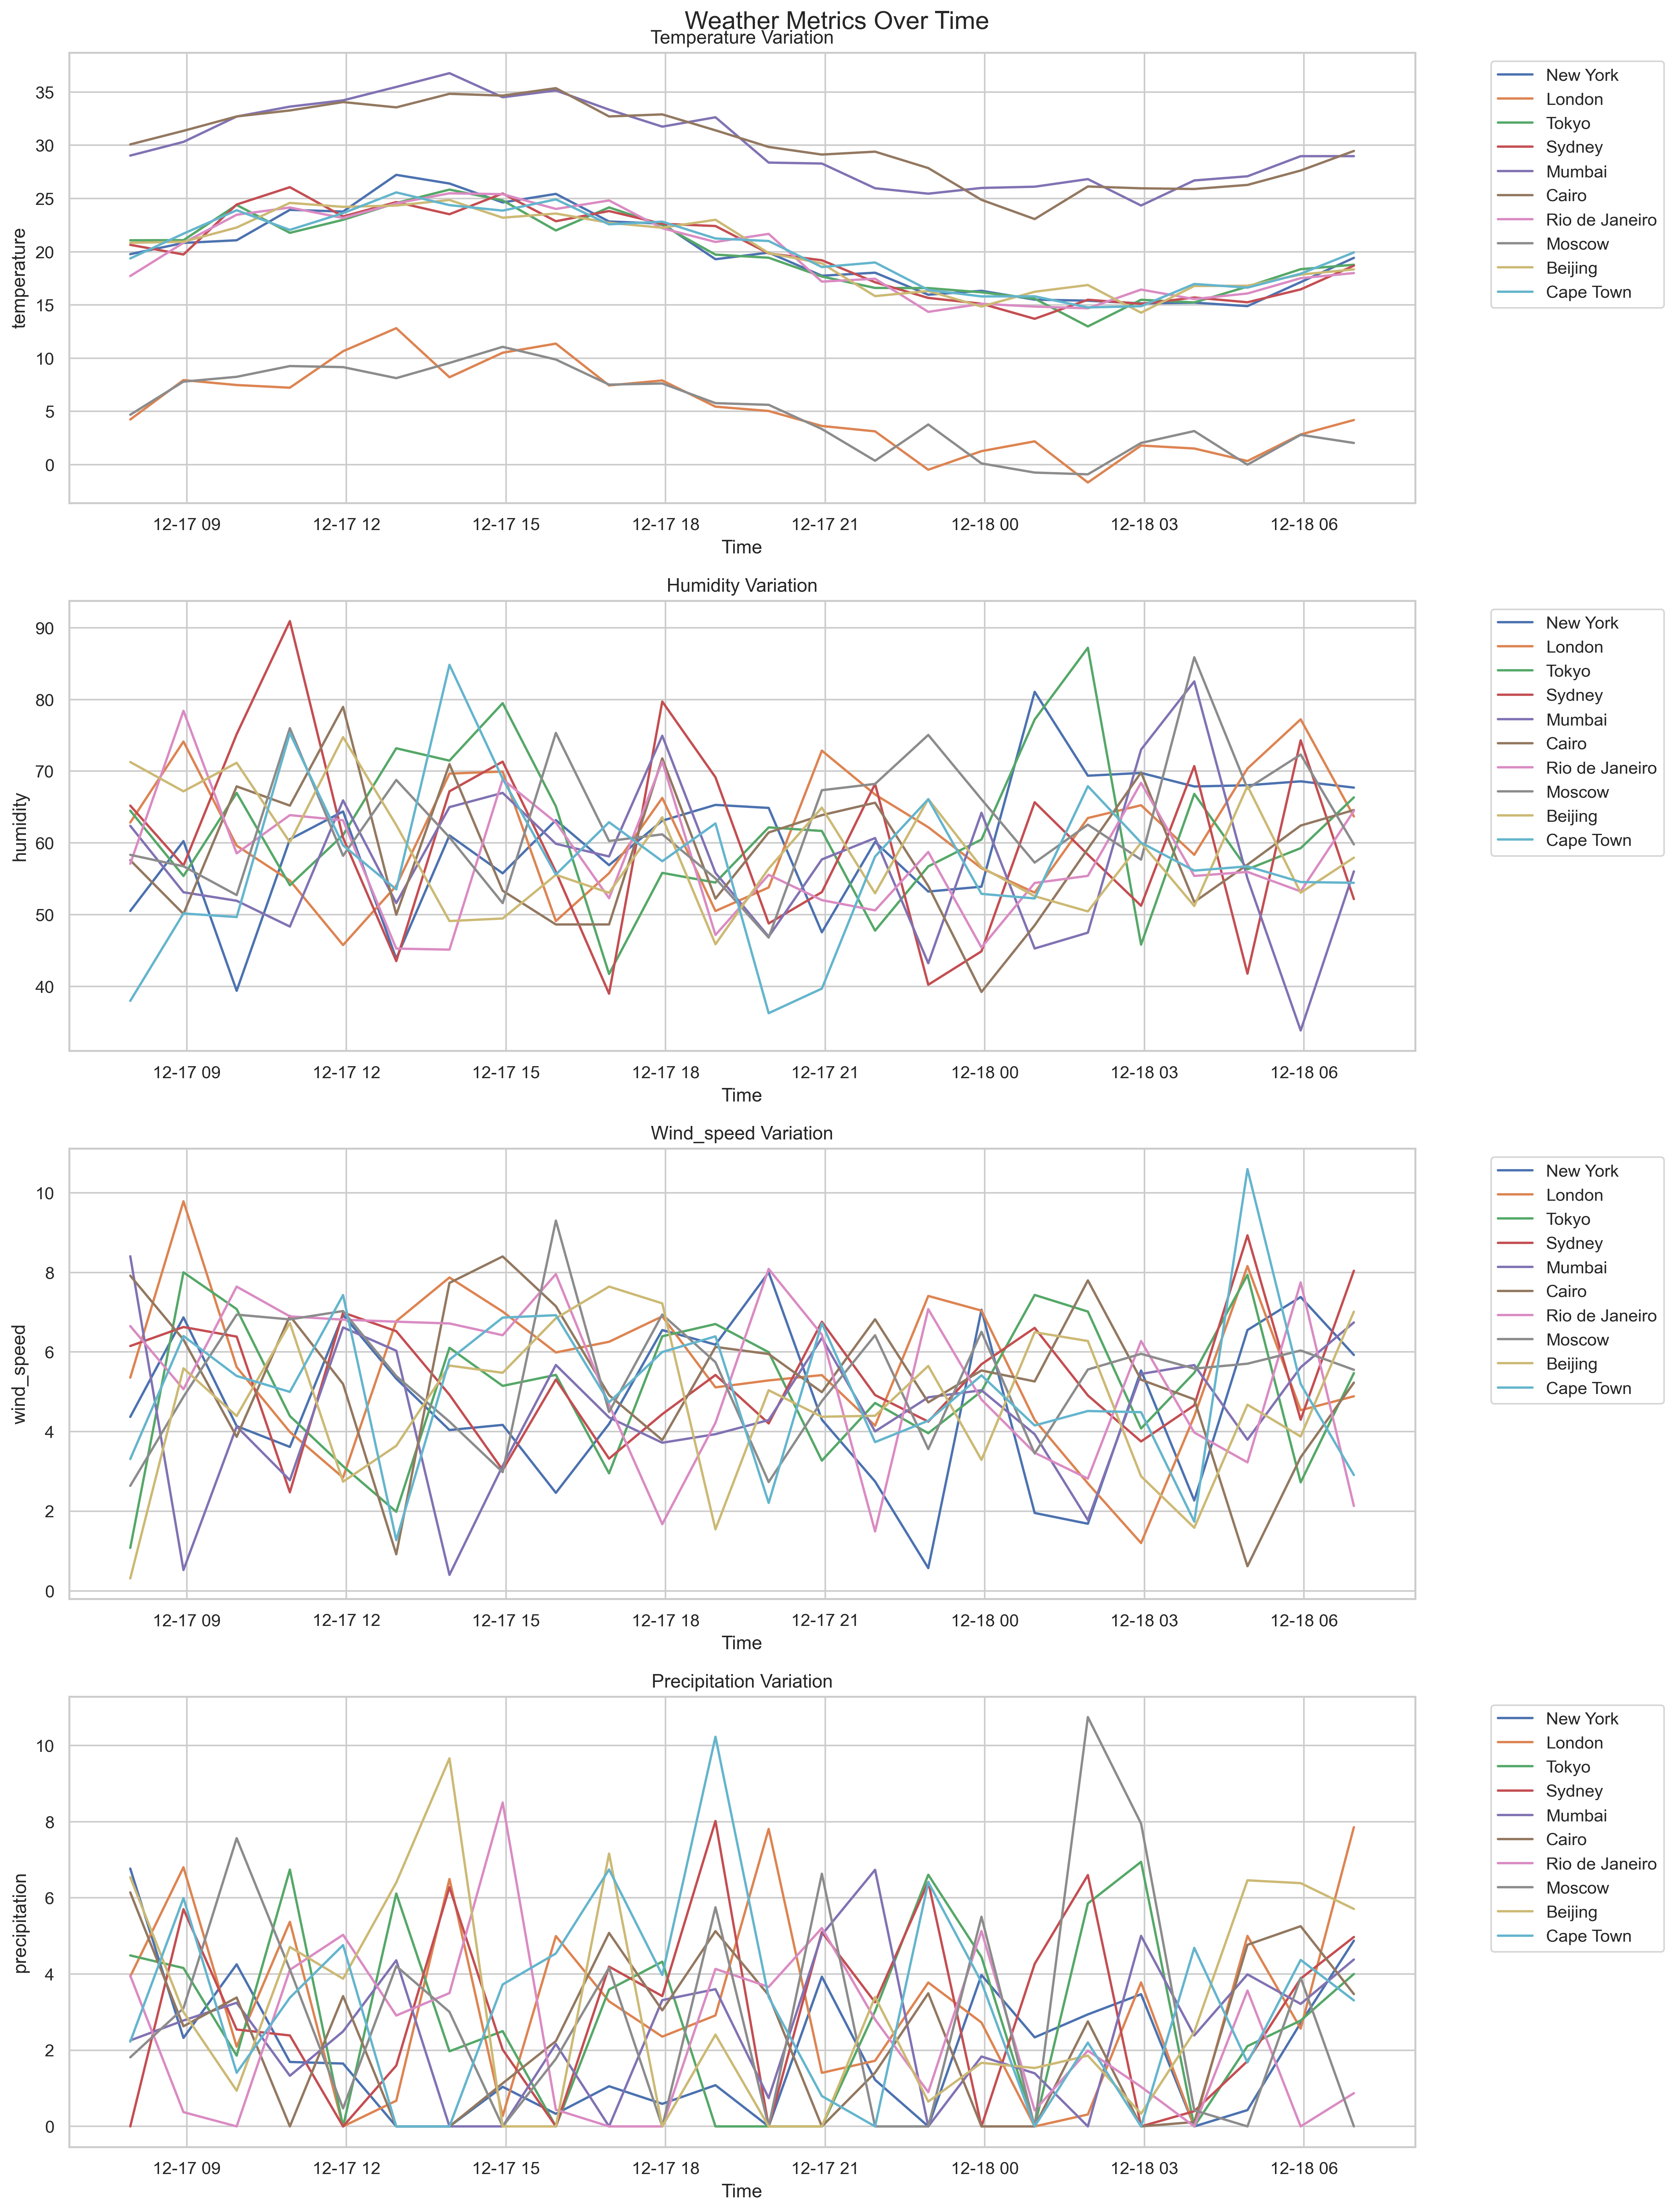 Weather Metrics Over Time
Temperature Variation
temperature
35
30
25
20
15
10
5
0
12-17 09 12-17 12 12-17 15 12-17 18 12-17 21 12-18 00 12-18 03 12-18 06
Time
New York
London
Tokyo
Sydney
Mumbai
Cairo
Rio de Janeiro
Moscow
Beijing
Cape Town
Humidity Variation
humidity
90
80
70
60
50
40
12-17 09 12-17 12 12-17 15 12-17 18 12-17 21 12-18 00 12-18 03 12-18 06
Time
New York
London
Tokyo
Sydney
Mumbai
Cairo
Rio de Janeiro
Moscow
Beijing
Cape Town
Wind_speed Variation
wind_speed
10
8
6
4
2
0
12-17 09 12-17 12 12-17 15 12-17 18 12-17 21 12-18 00 12-18 03 12-18 06
Time
New York
London
Tokyo
Sydney
Mumbai
Cairo
Rio de Janeiro
Moscow
Beijing
Cape Town
Precipitation Variation
precipitation
10
8
6
4
2
0
12-17 09 12-17 12 12-17 15 12-17 18 12-17 21 12-18 00 12-18 03 12-18 06
Time
New York
London
Tokyo
Sydney
Mumbai
Cairo
Rio de Janeiro
Moscow
Beijing
Cape Town